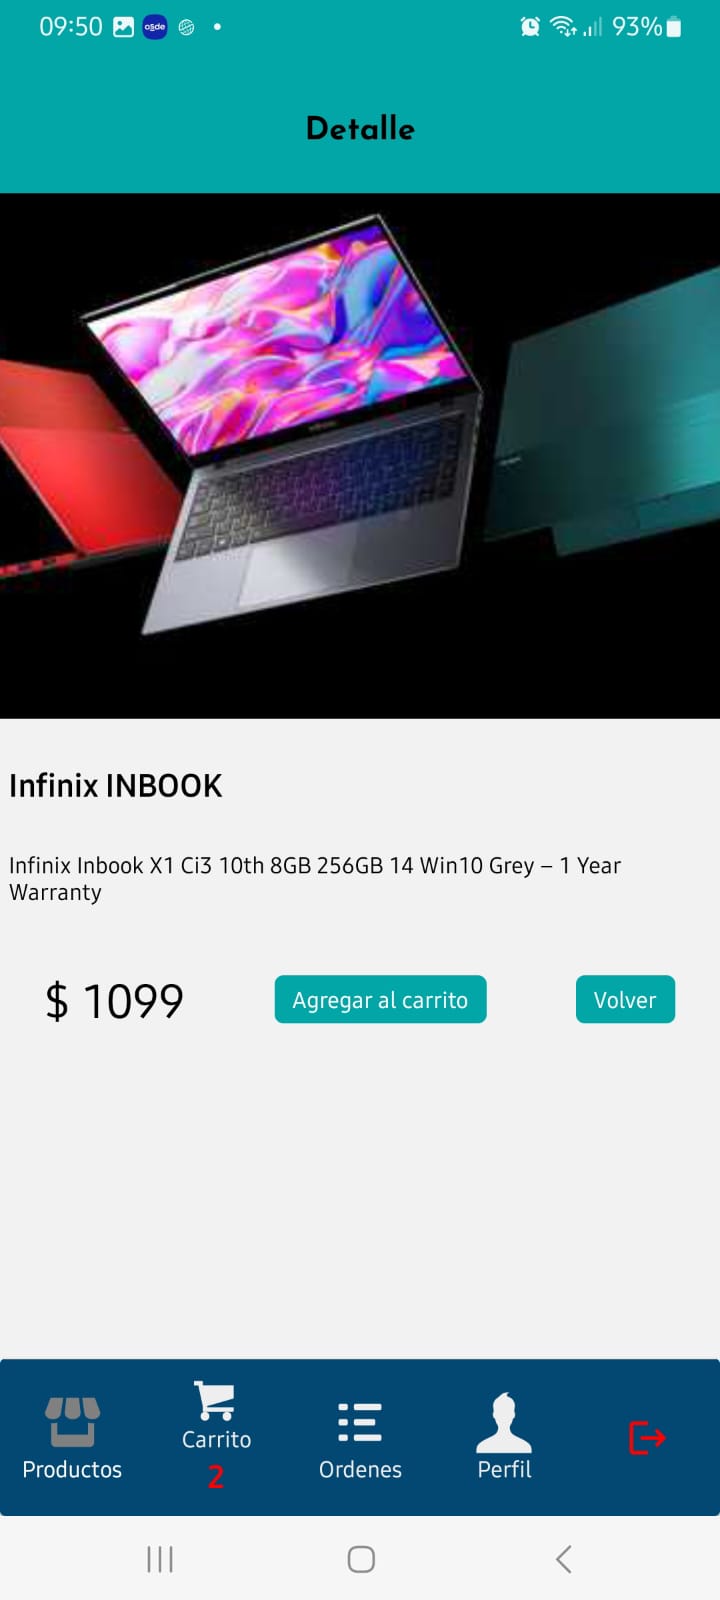 09:50 osde 93%
Detalle
Infinix INBOOK
Infinix Inbook X1 Ci3 10th 8GB 256GB 14 Win10 Grey – 1 Year
Warranty
$ 1099 Agregar al carrito Volver
Productos Carrito Ordenes Perfil
2